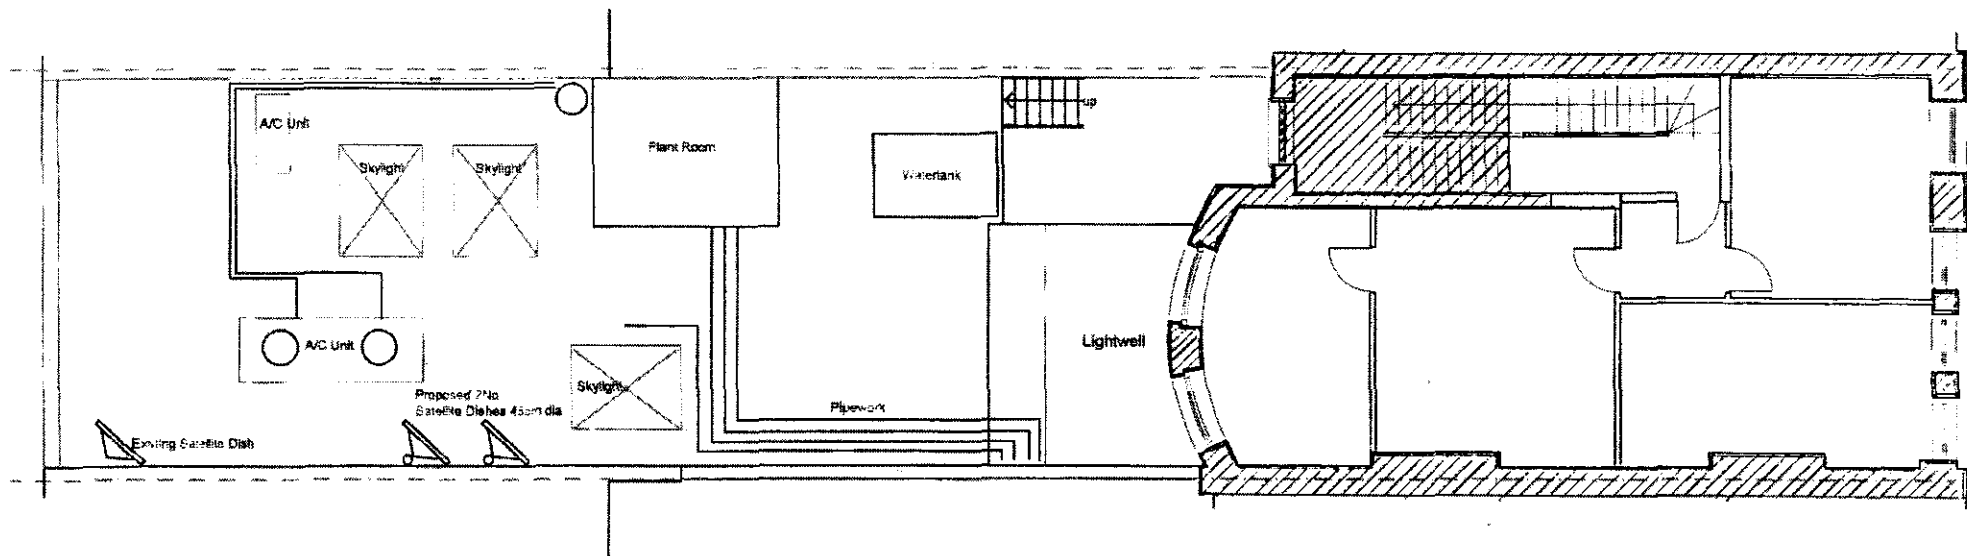 A/C Unit
Skylight
Skylight
Plant Room
up
Watertank
A/C Unit
Lightwell
Skylight
Proposed 2No
Satellite Dishes 45cm dia
Pipework
Existing Satellite Dish